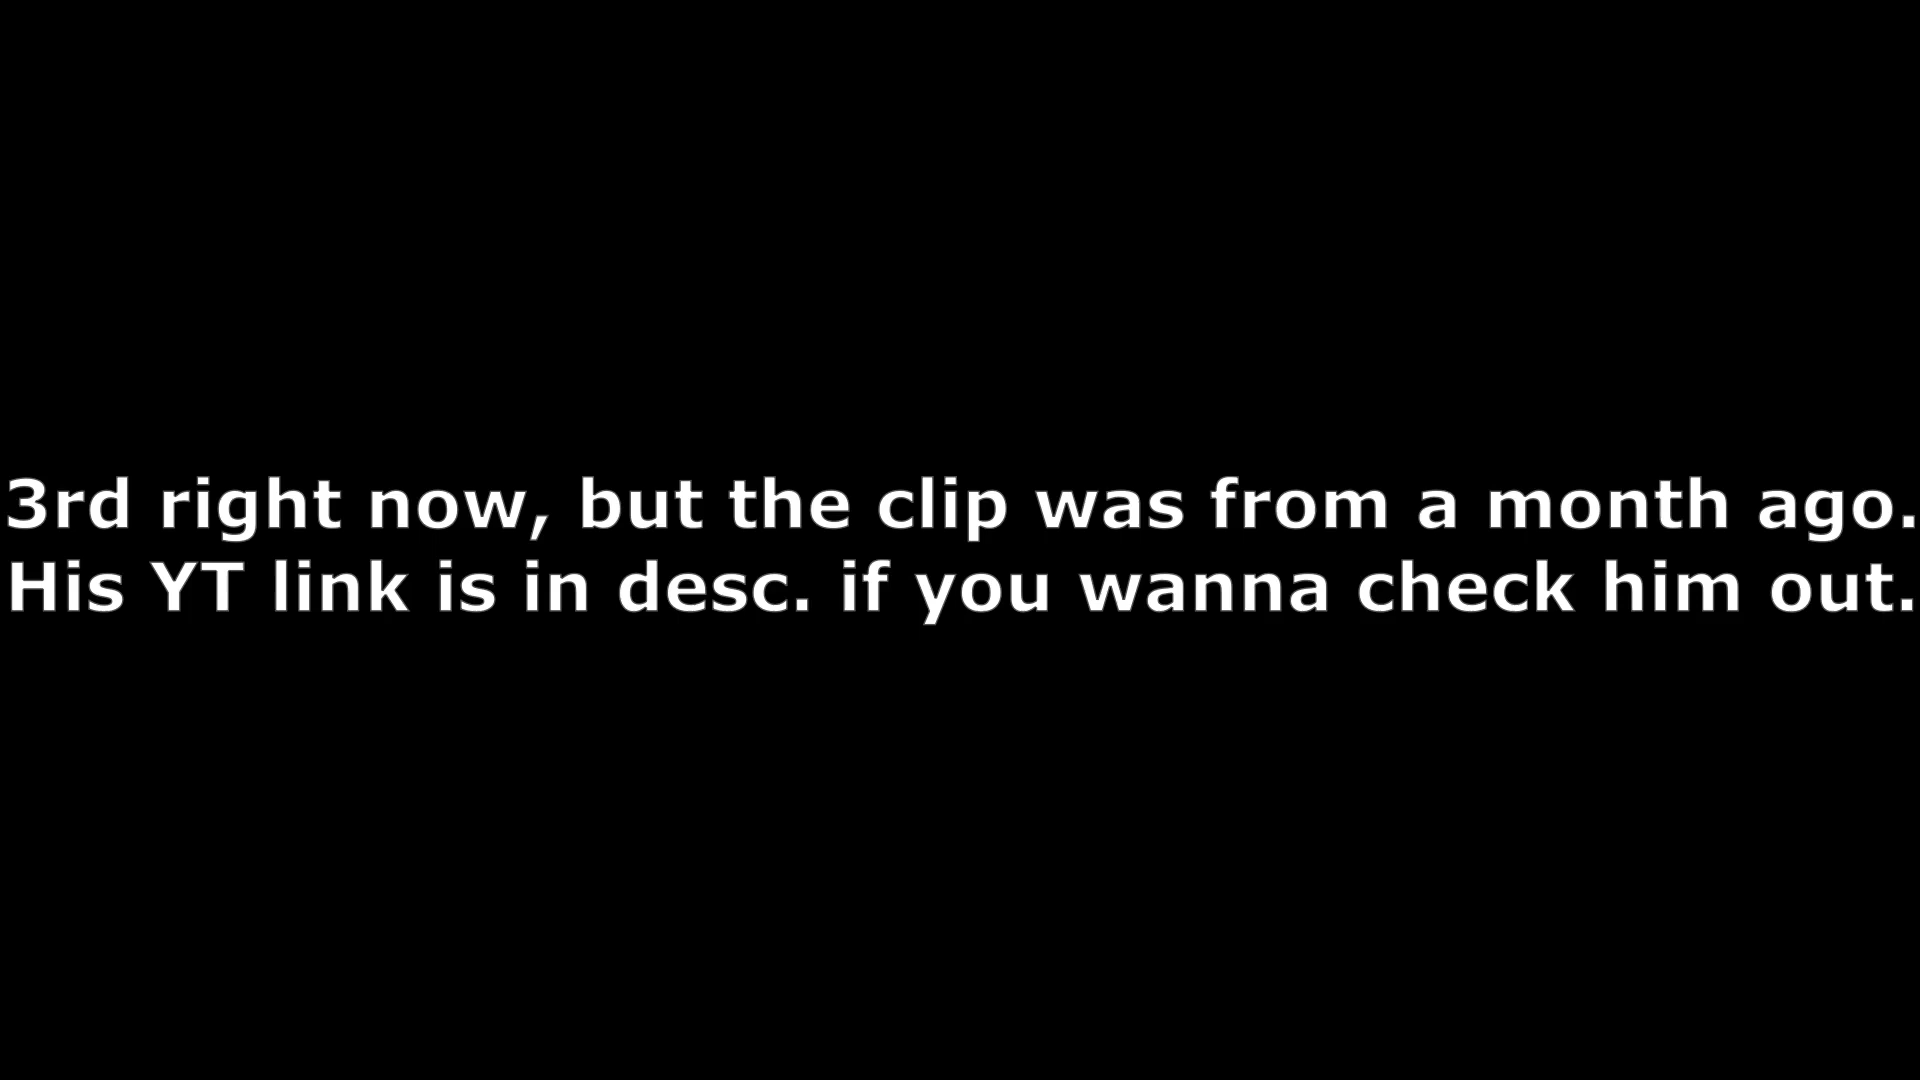 3rd right now, but the clip was from a month ago.
His YT link is in desc. if you wanna check him out.